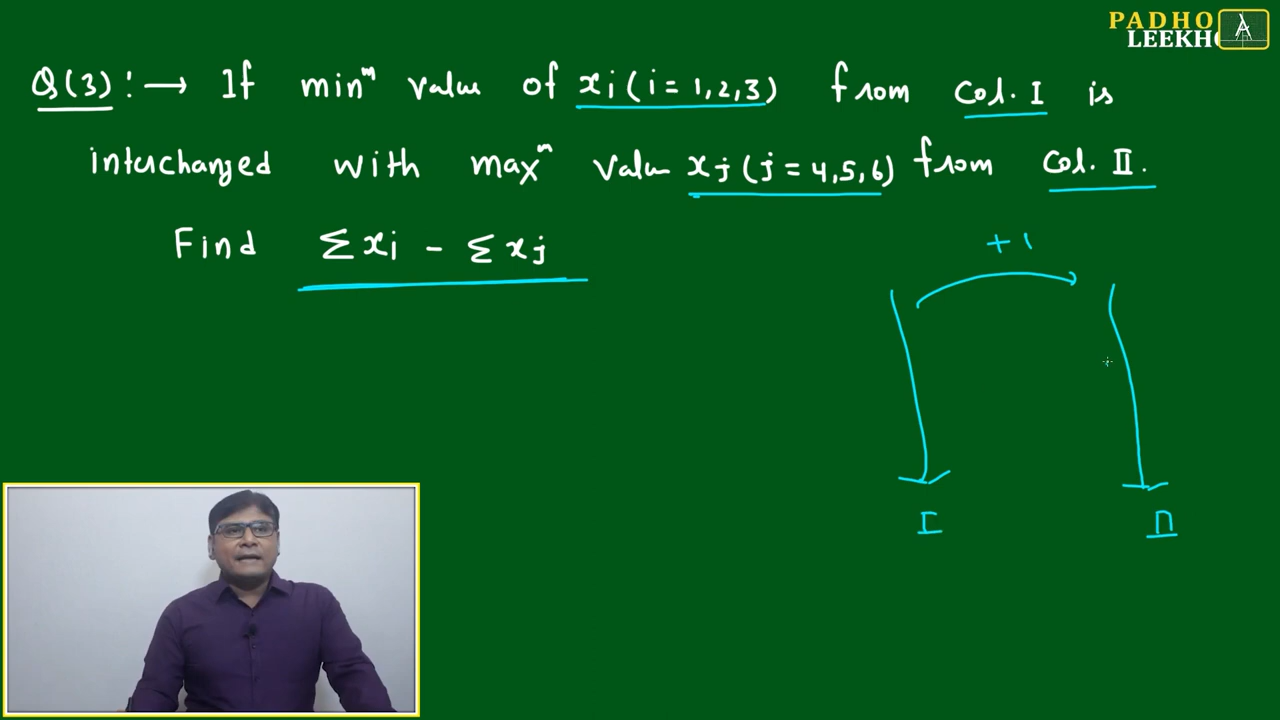 PADHO
LEEKHO
Q(3):→ If minᵐ value of xi(i=1,2,3) from Col. I is
interchanged with maxᵐ value xj(j=4,5,6) from Col. II.
Find Σxi - Σxj
+1
I
II